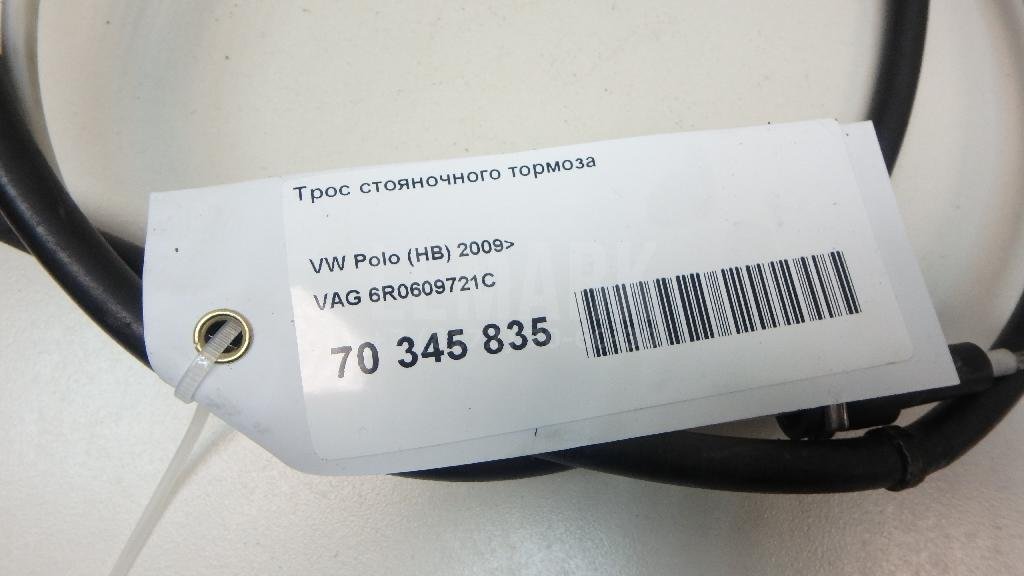 Трос стояночного тормоза
VW Polo (HB) 2009>
VAG 6R0609721C
70 345 835